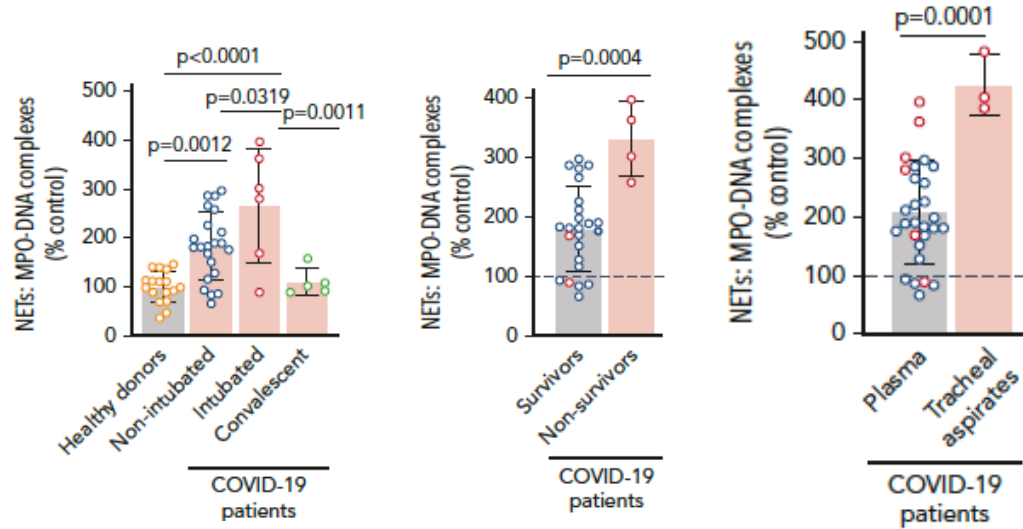 p<0.0001
p=0.0319
p=0.0011
p=0.0012
NETs: MPO-DNA complexes
(% control)
500
400
300
200
100
0
Healthy donors
Non-intubated
Intubated
Convalescent
COVID-19
patients
p=0.0004
NETs: MPO-DNA complexes
(% control)
400
300
200
100
0
Survivors
Non-survivors
COVID-19
patients
p=0.0001
NETs: MPO-DNA complexes
(% control)
500
400
300
200
100
0
Plasma
Tracheal
aspirates
COVID-19
patients